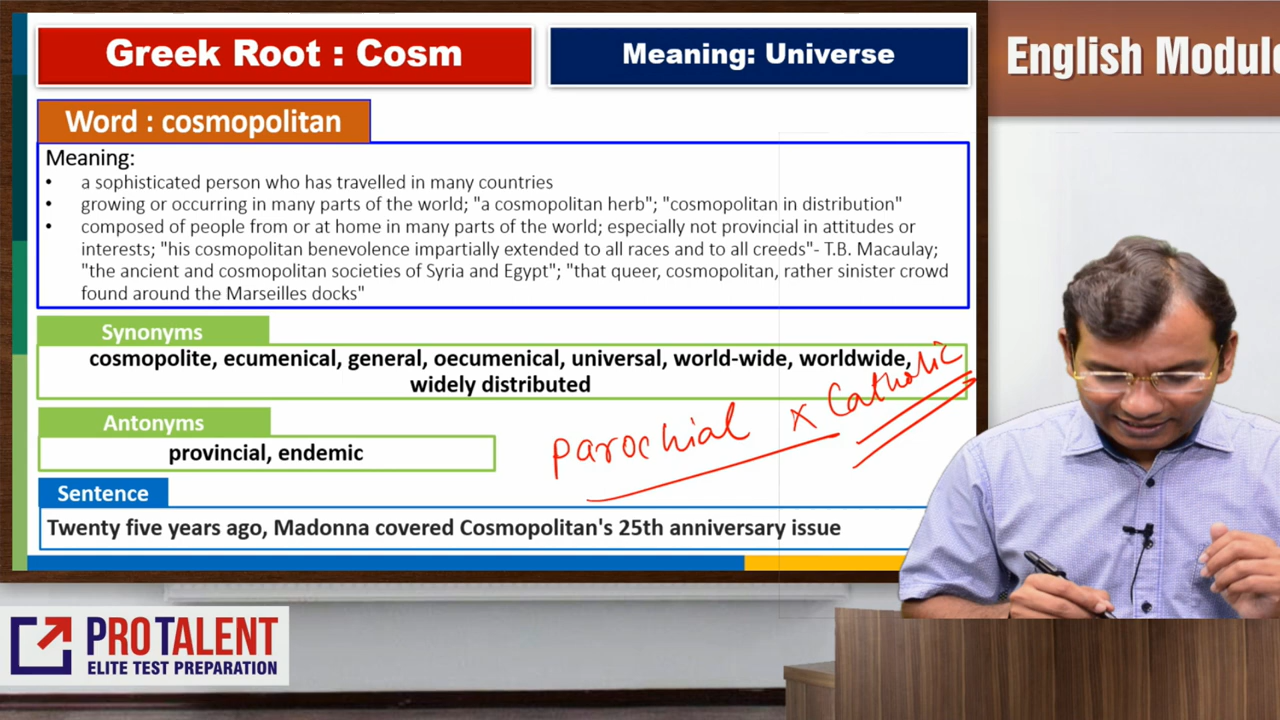 Greek Root : Cosm
Meaning: Universe
English Module
Word : cosmopolitan
Meaning:
• a sophisticated person who has travelled in many countries
• growing or occurring in many parts of the world; "a cosmopolitan herb"; "cosmopolitan in distribution"
• composed of people from or at home in many parts of the world; especially not provincial in attitudes or
interests; "his cosmopolitan benevolence impartially extended to all races and to all creeds"- T.B. Macaulay;
"the ancient and cosmopolitan societies of Syria and Egypt"; "that queer, cosmopolitan, rather sinister crowd
found around the Marseilles docks"
Synonyms
cosmopolite, ecumenical, general, oecumenical, universal, world-wide, worldwide,
widely distributed
Antonyms
provincial, endemic
parochial x Catholic
Sentence
Twenty five years ago, Madonna covered Cosmopolitan's 25th anniversary issue
PROTALENT
ELITE TEST PREPARATION